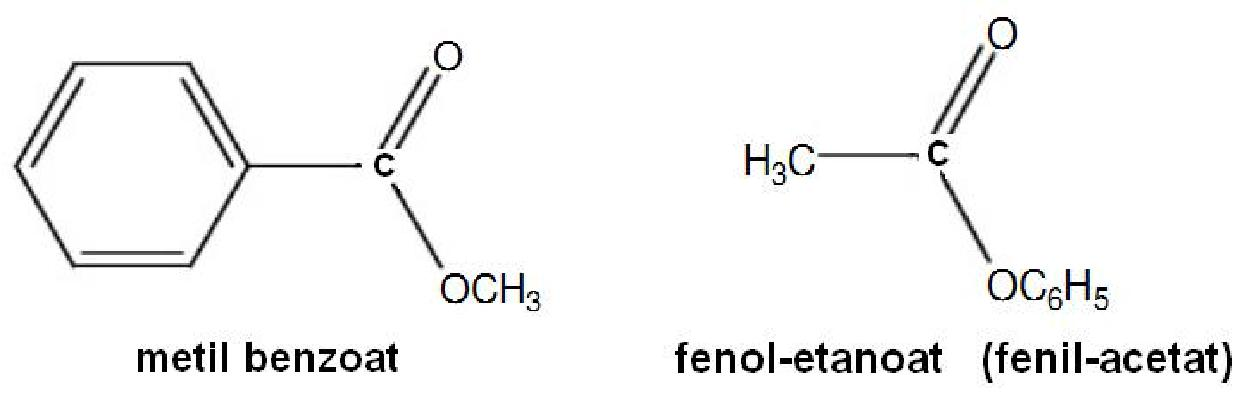 O
C
OCH₃
metil benzoat
O
H₃C
C
OC₆H₅
fenol-etanoat (fenil-acetat)